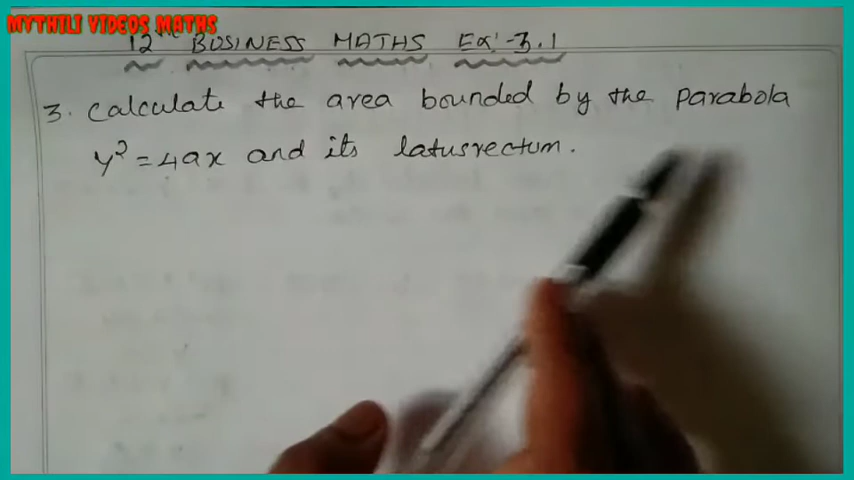 MYTHILI VIDEOS MATHS
12th BUSINESS MATHS Ex:-3.1
3. Calculate the area bounded by the parabola
y² = 4ax and its latusrectum.